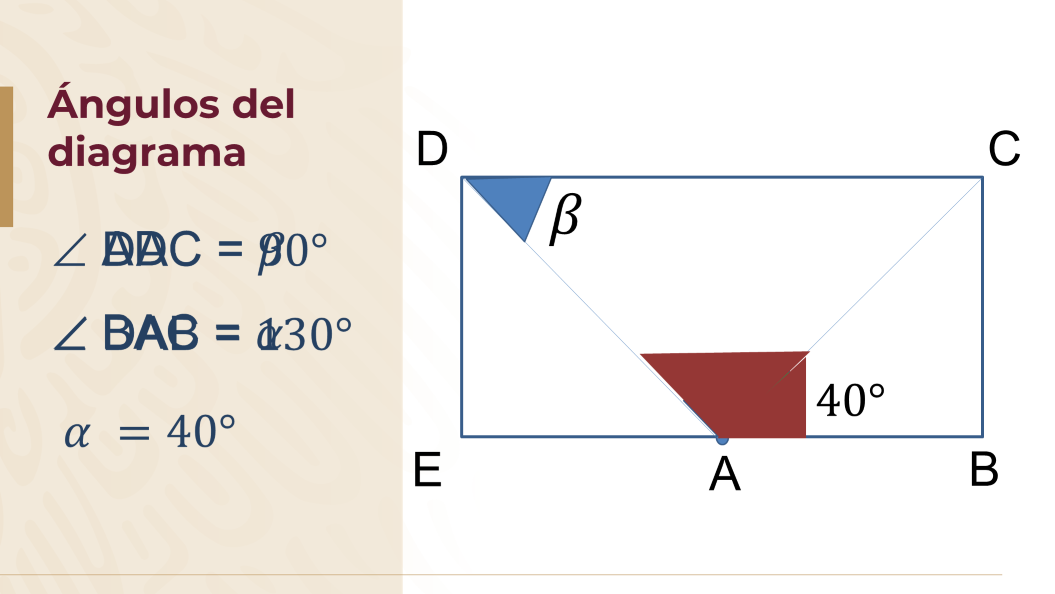 Ángulos del
diagrama
α = 40°
D
C
β
40°
E
A
B